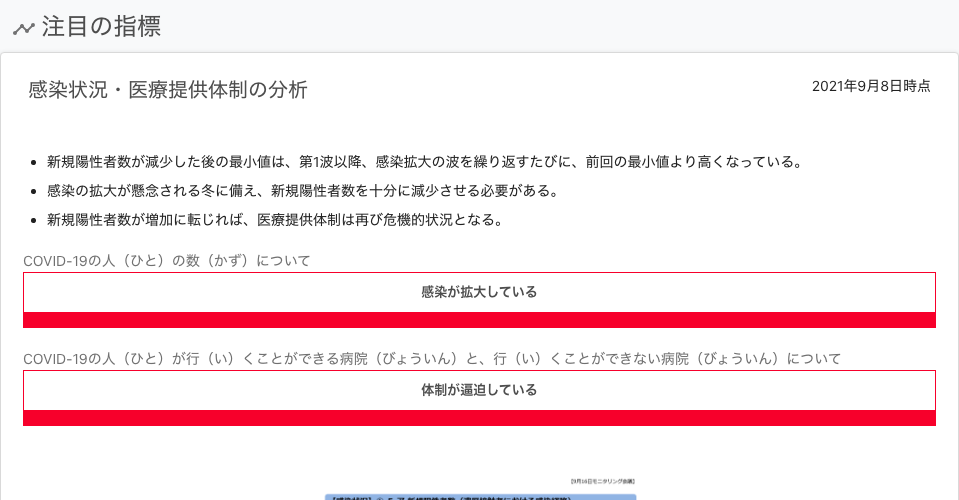 注目の指標
感染状況・医療提供体制の分析
2021年9月8日時点
新規陽性者数が減少した後の最小値は、第1波以降、感染拡大の波を繰り返すたびに、前回の最小値より高くなっている。
感染の拡大が懸念される冬に備え、新規陽性者数を十分に減少させる必要がある。
新規陽性者数が増加に転じれば、医療提供体制は再び危機的状況となる。
COVID-19の人（ひと）の数（かず）について
感染が拡大している
COVID-19の人（ひと）が行（い）くことができる病院（びょういん）と、行（い）くことができない病院（びょういん）について
体制が逼迫している